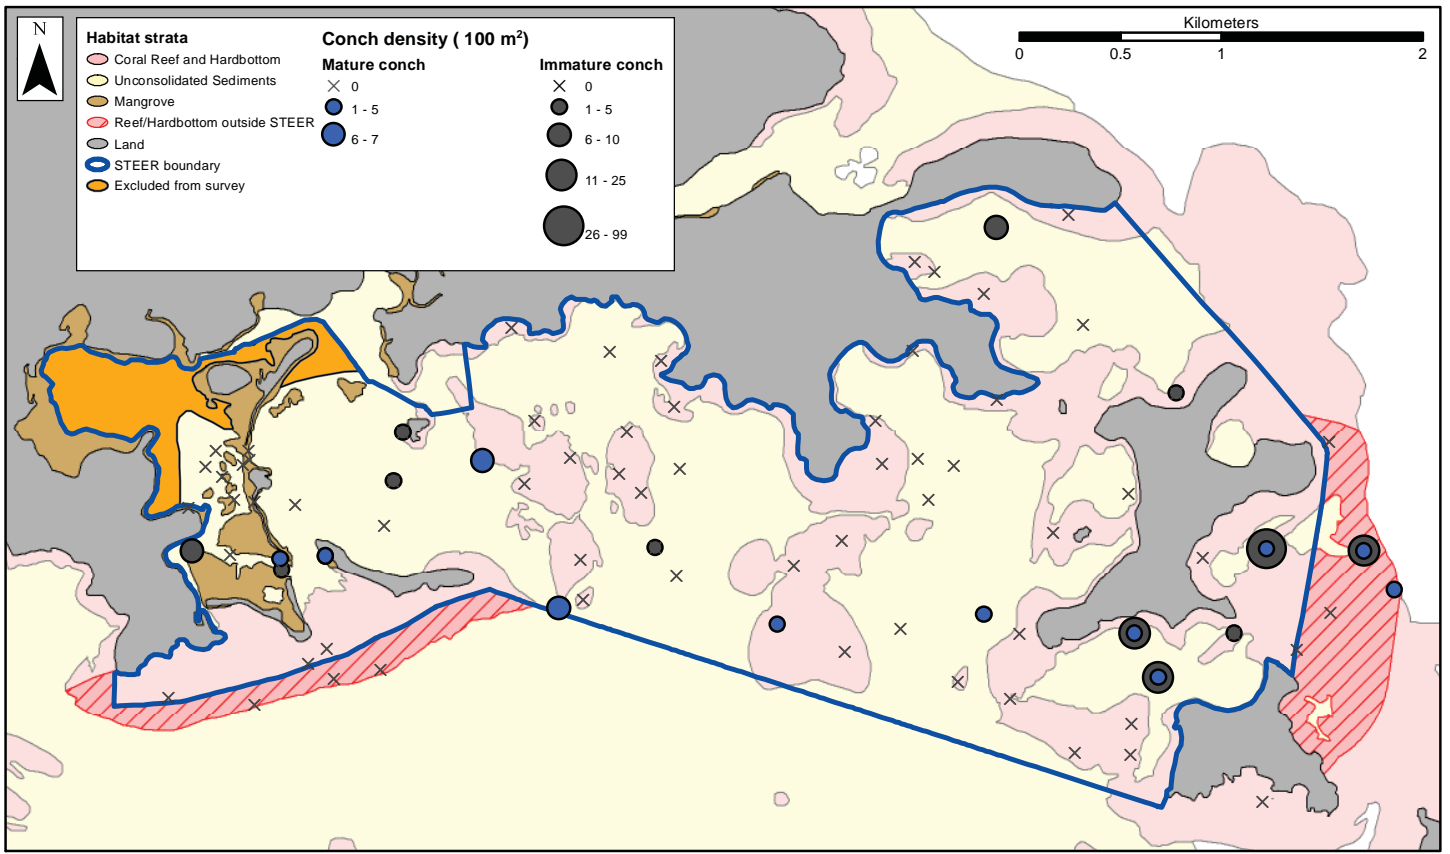 N
Habitat strata
Coral Reef and Hardbottom
Unconsolidated Sediments
Mangrove
Reef/Hardbottom outside STEER
Land
STEER boundary
Excluded from survey
Conch density ( 100 m²)
Mature conch
0
1 - 5
6 - 7
Immature conch
0
1 - 5
6 - 10
11 - 25
26 - 99
Kilometers
0 0.5 1 2